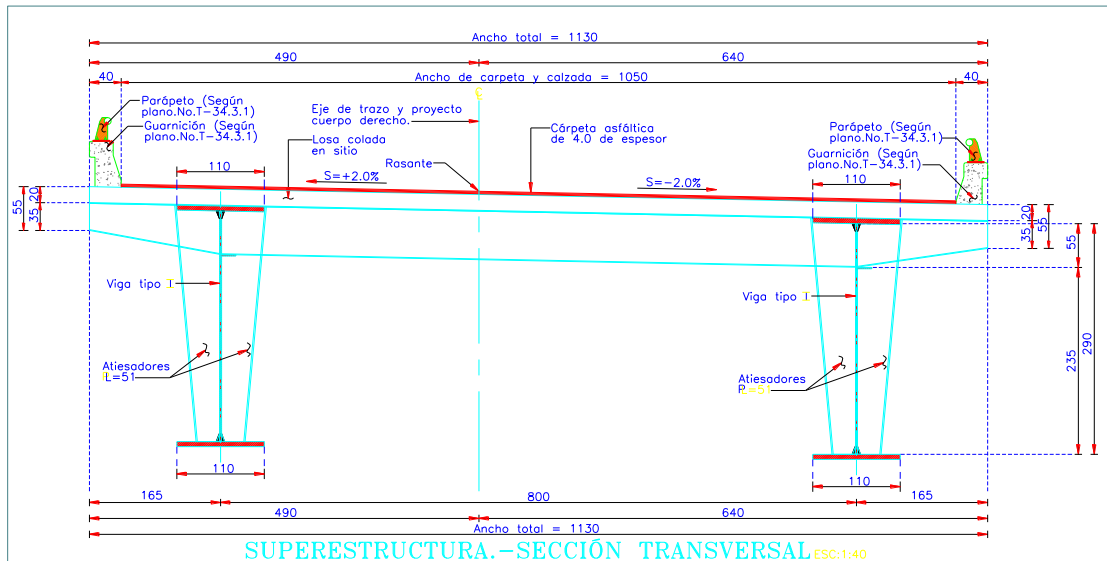 Ancho total = 1130
490
640
40
Ancho de carpeta y calzada = 1050
40
Parápeto (Según
plano.No.T-34.3.1)
Guarnición (Según
plano.No.T-34.3.1)
Eje de trazo y proyecto
cuerpo derecho.
Losa colada
en sitio
Rasante
Cárpeta asfáltica
de 4.0 de espesor
Parápeto (Según
plano.No.T-34.3.1)
Guarnición (Según
plano.No.T-34.3.1)
110
S=+2.0%
S=-2.0%
110
55
35
20
20
35
55
55
Viga tipo I
Viga tipo I
235
290
Atiesadores
L=51
Atiesadores
L=51
110
110
165
800
165
490
640
Ancho total = 1130
SUPERESTRUCTURA.-SECCIÓN TRANSVERSAL ESC:1:40